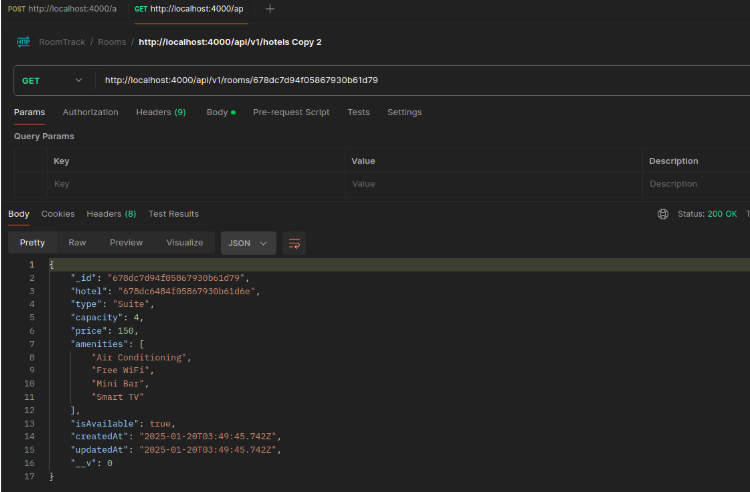 POST http://localhost:4000/a GET http://localhost:4000/ap +
HTTP RoomTrack / Rooms / http://localhost:4000/api/v1/hotels Copy 2
GET http://localhost:4000/api/v1/rooms/678dc7d94f05867930b61d79
Params Authorization Headers (9) Body Pre-request Script Tests Settings
Query Params
Key Value Description
Key Value Description
Body Cookies Headers (8) Test Results Status: 200 OK
Pretty Raw Preview Visualize JSON
1 {
2 "_id": "678dc7d94f05867930b61d79",
3 "hotel": "678dc6484f05867930b61d6e",
4 "type": "Suite",
5 "capacity": 4,
6 "price": 150,
7 "amenities": [
8 "Air Conditioning",
9 "Free WiFi",
10 "Mini Bar",
11 "Smart TV"
12 ],
13 "isAvailable": true,
14 "createdAt": "2025-01-20T03:49:45.742Z",
15 "updatedAt": "2025-01-20T03:49:45.742Z",
16 "__v": 0
17 }